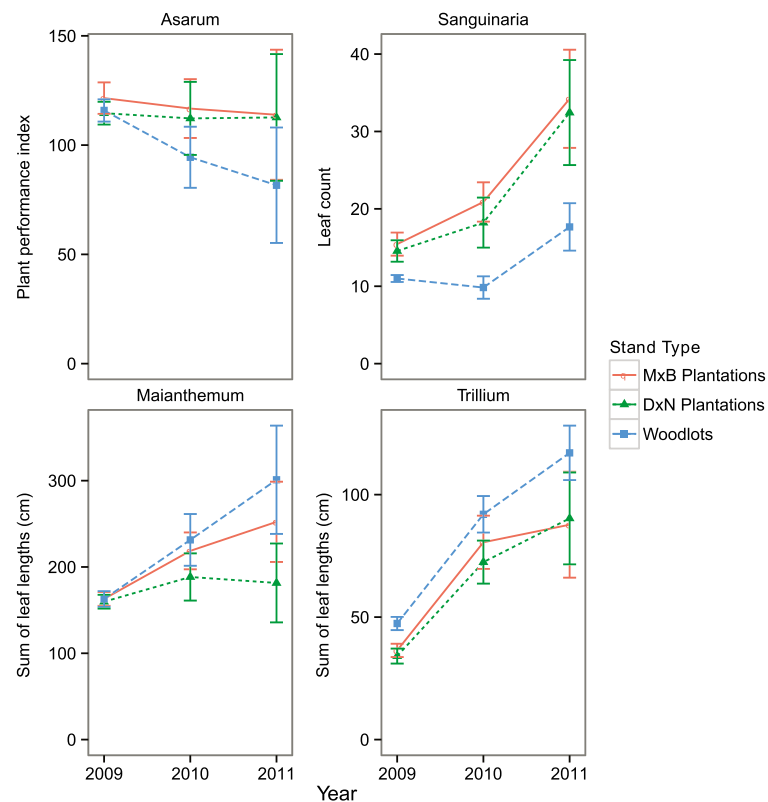 Asarum
Sanguinaria
Plant performance index
150
100
50
0
Leaf count
40
30
20
10
0
Stand Type
MxB Plantations
DxN Plantations
Woodlots
Maianthemum
Trillium
Sum of leaf lengths (cm)
300
200
100
0
Sum of leaf lengths (cm)
100
50
0
2009 2010 2011
2009 2010 2011
Year